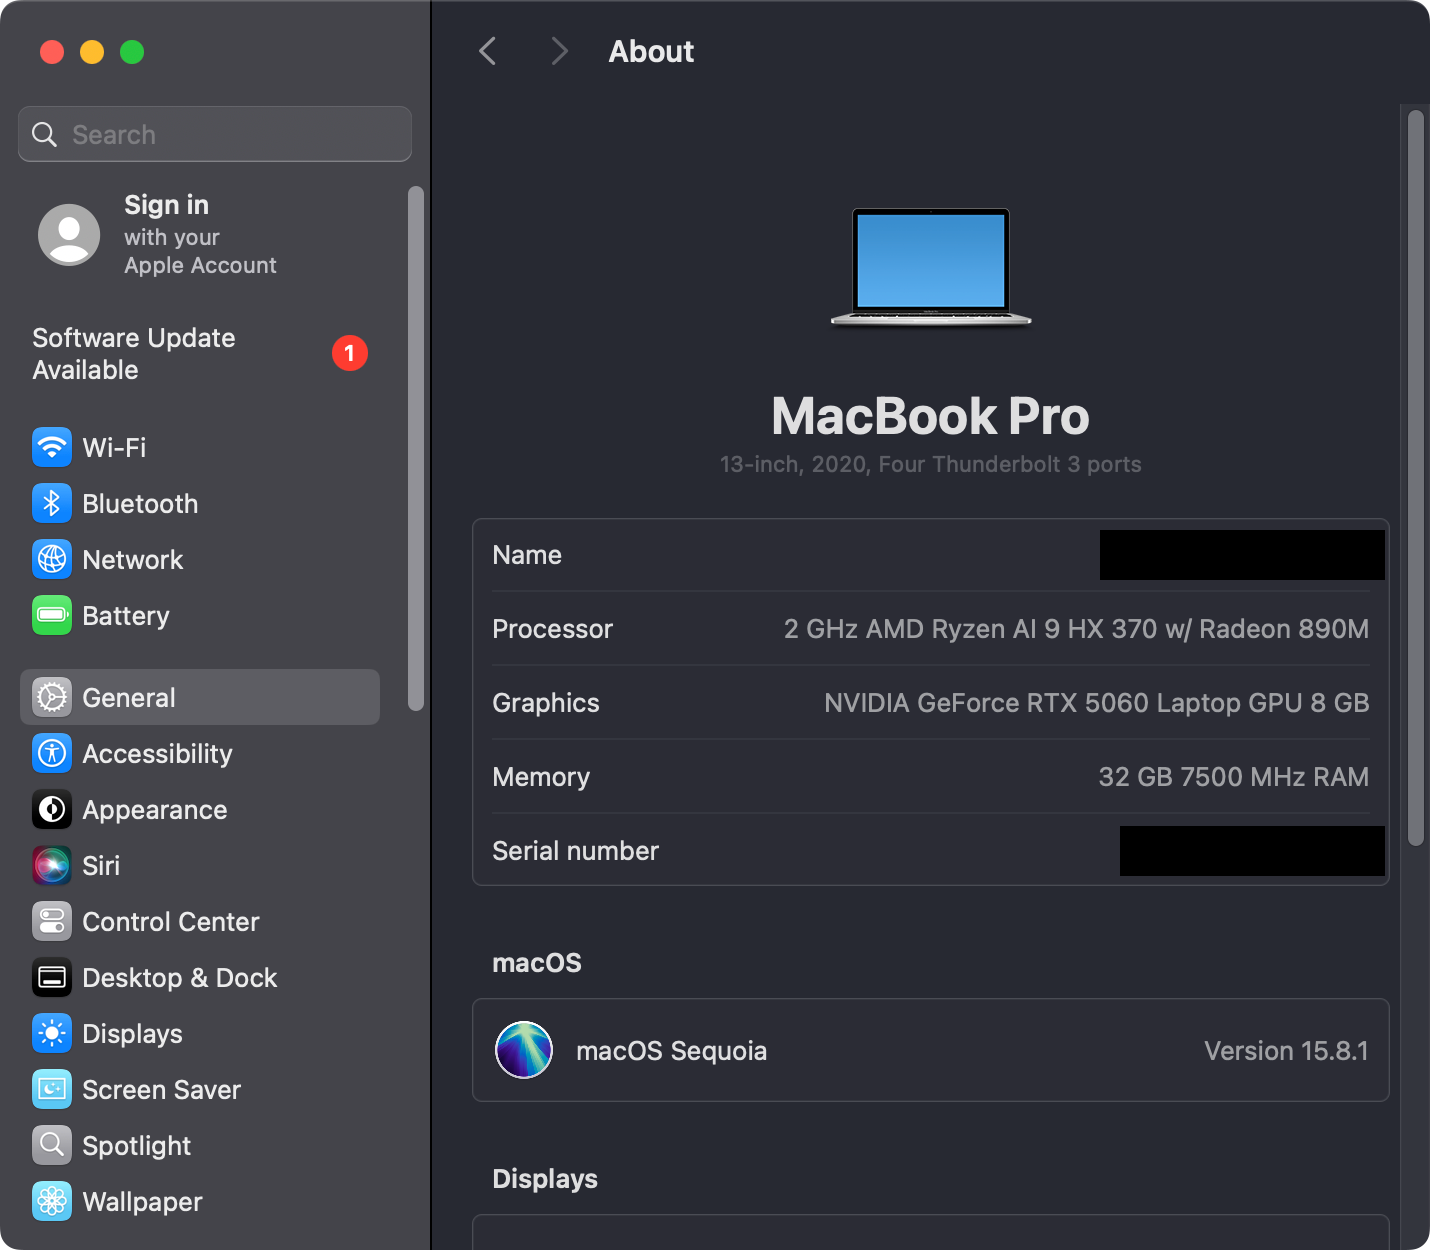 About
Search
Sign in
with your
Apple Account
Software Update
Available
1
Wi-Fi
Bluetooth
Network
Battery
General
Accessibility
Appearance
Siri
Control Center
Desktop & Dock
Displays
Screen Saver
Spotlight
Wallpaper
MacBook Pro
13-inch, 2020, Four Thunderbolt 3 ports
Name
Processor 2 GHz AMD Ryzen AI 9 HX 370 w/ Radeon 890M
Graphics NVIDIA GeForce RTX 5060 Laptop GPU 8 GB
Memory 32 GB 7500 MHz RAM
Serial number
macOS
macOS Sequoia Version 15.8.1
Displays